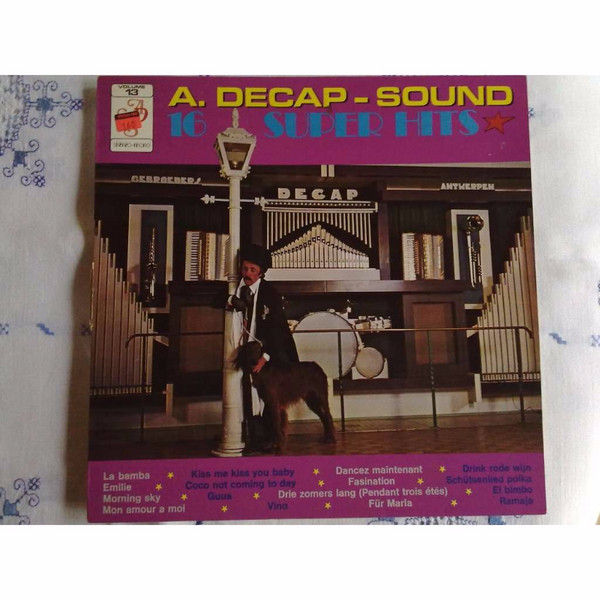 VOLUME
13
A. DECAP - SOUND
16 SUPER HITS
GEBROEDERS DECAP ANTWERPEN
La bamba ★ Kiss me kiss you baby ★ Dancez maintenant ★ Drink rode wijn
Emilie ★ Coco not coming to day ★ Fasination ★ Schützenliesl polka
Morning sky ★ Guus ★ Drie zomers lang (Pendant trois étés) ★ El bimbo
Mon amour a moi ★ Vino ★ Für Maria ★ Ramaja